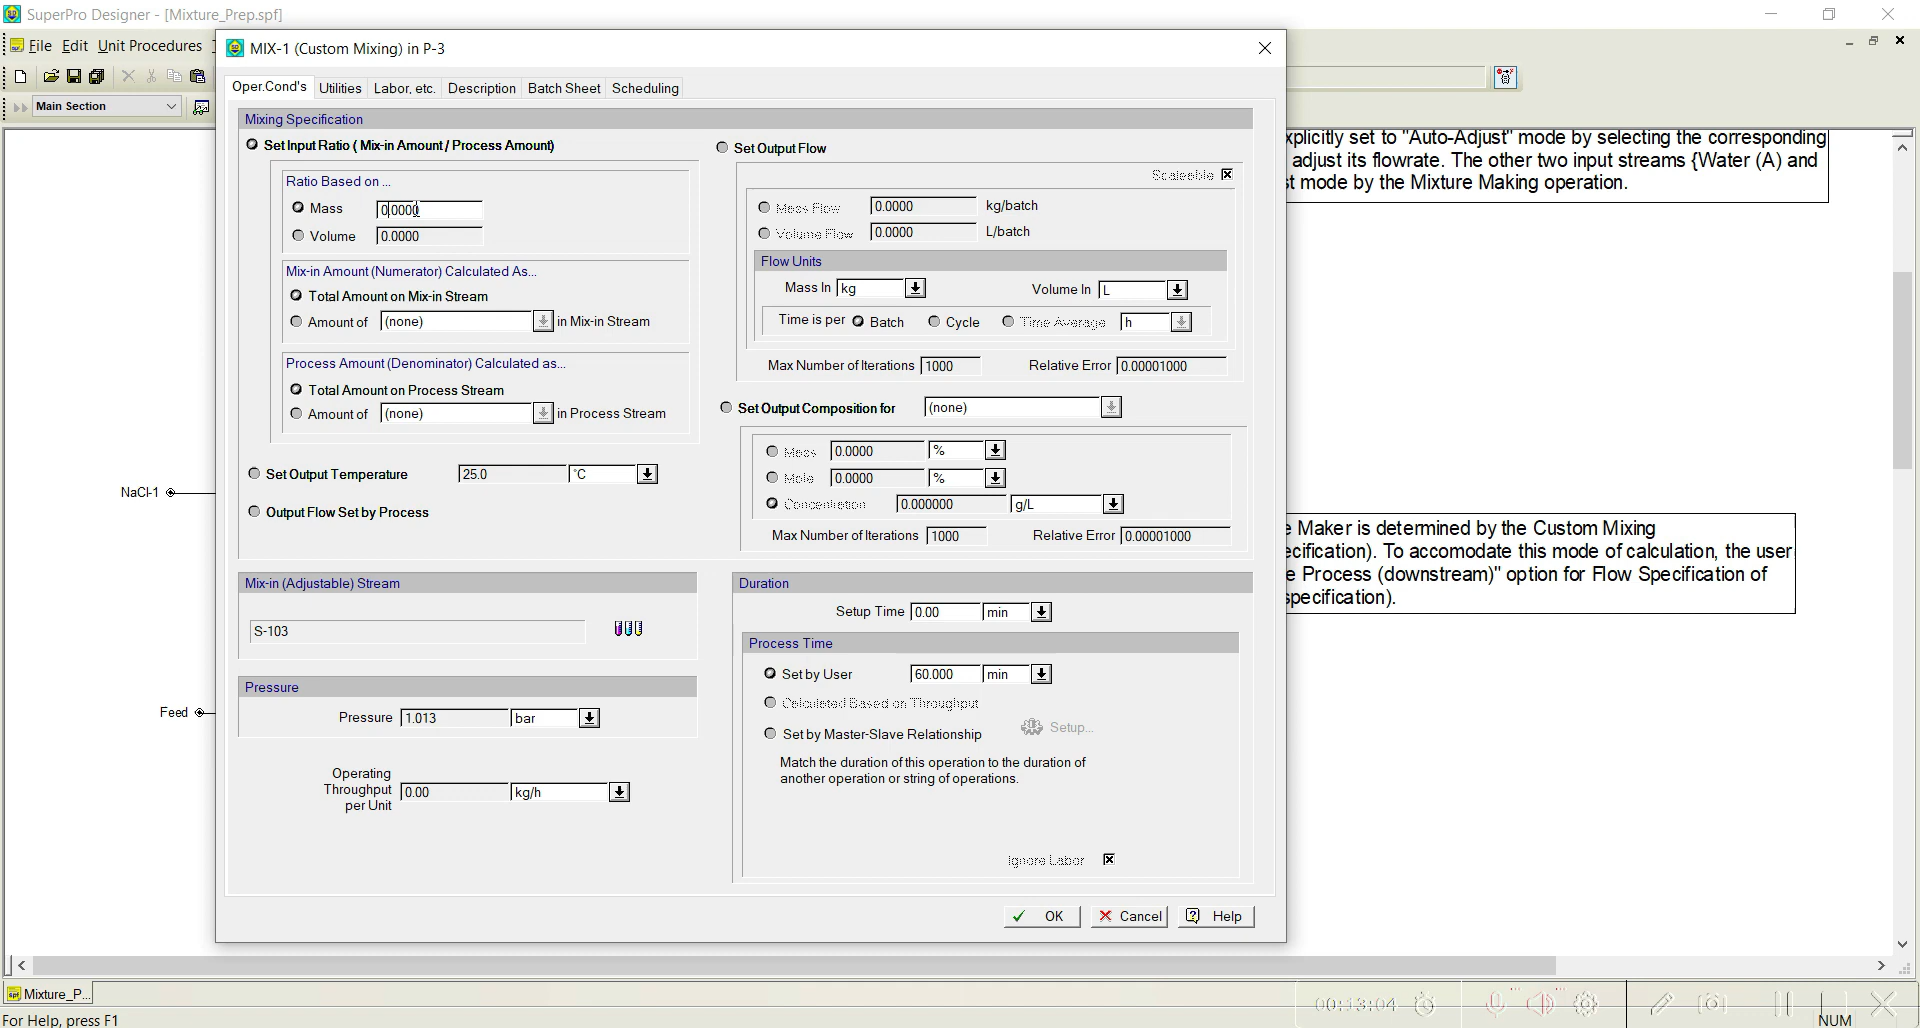 SuperPro Designer - [Mixture_Prep.spf]
File Edit Unit Procedures
Main Section
MIX-1 (Custom Mixing) in P-3
Oper.Cond's Utilities Labor, etc. Description Batch Sheet Scheduling
Mixing Specification
Set Input Ratio ( Mix-in Amount / Process Amount)
Ratio Based on ...
Mass 0.0000
Volume 0.0000
Mix-in Amount (Numerator) Calculated As...
Total Amount on Mix-in Stream
Amount of (none) in Mix-in Stream
Process Amount (Denominator) Calculated as...
Total Amount on Process Stream
Amount of (none) in Process Stream
Set Output Temperature 25.0 °C
Output Flow Set by Process
Set Output Flow
Scaleable
Mass Flow 0.0000 kg/batch
Volume Flow 0.0000 L/batch
Flow Units
Mass In kg Volume In L
Time is per Batch Cycle Time Average h
Max Number of Iterations 1000 Relative Error 0.00001000
Set Output Composition for (none)
Mass 0.0000 %
Mole 0.0000 %
Concentration 0.000000 g/L
Max Number of Iterations 1000 Relative Error 0.00001000
Mix-in (Adjustable) Stream
S-103
Pressure
Pressure 1.013 bar
Operating
Throughput
per Unit
0.00 kg/h
Duration
Setup Time 0.00 min
Process Time
Set by User 60.000 min
Calculated Based on Throughput
Set by Master-Slave Relationship Setup...
Match the duration of this operation to the duration of
another operation or string of operations.
Ignore Labor
OK Cancel Help
NaCl-1
Feed
xplicitly set to "Auto-Adjust" mode by selecting the corresponding
adjust its flowrate. The other two input streams {Water (A) and
st mode by the Mixture Making operation.
e Maker is determined by the Custom Mixing
ecification). To accomodate this mode of calculation, the user
e Process (downstream)" option for Flow Specification of
specification).
Mixture_P...
00:13:04
For Help, press F1
NUM